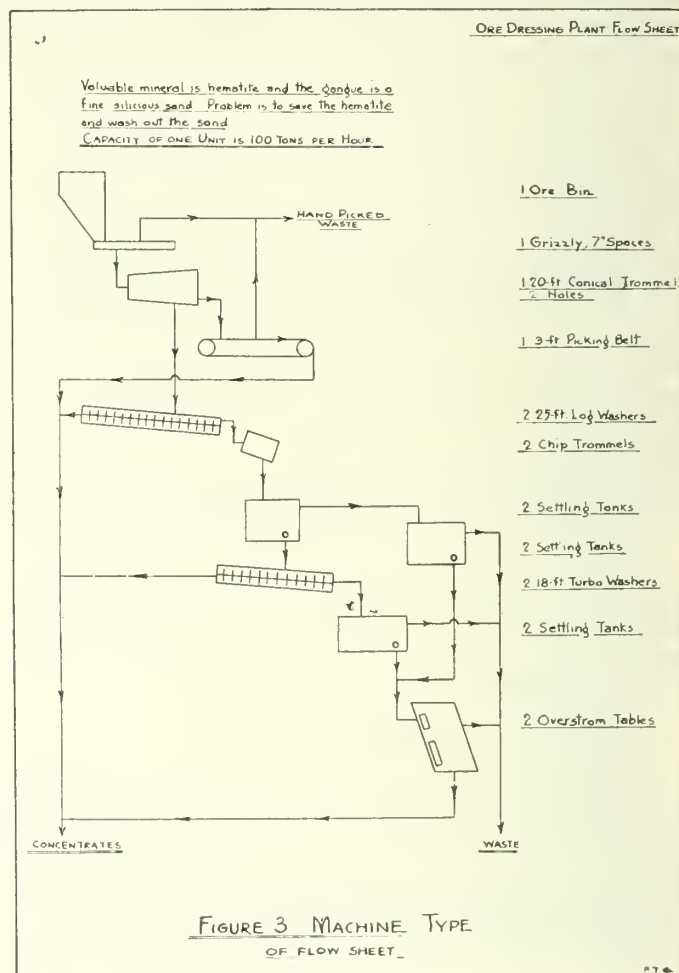 ORE DRESSING PLANT FLOW SHEET
Valuable mineral is hematite and the gangue is a
fine silicious sand Problem is to save the hematite
and wash out the sand
CAPACITY OF ONE UNIT IS 100 TONS PER HOUR
HAND PICKED
WASTE
1 Ore Bin
1 Grizzly, 7" Spaces
1 20-ft Conical Trommel,
2 Holes
1 3-ft Picking Belt
2 25-ft. Log Washers
2 Chip Trommels
2 Settling Tanks
2 Settling Tanks
2 18-ft Turbo Washers
2 Settling Tanks
2 Overstrom Tables
CONCENTRATES
WASTE
FIGURE 3 MACHINE TYPE
OF FLOW SHEET